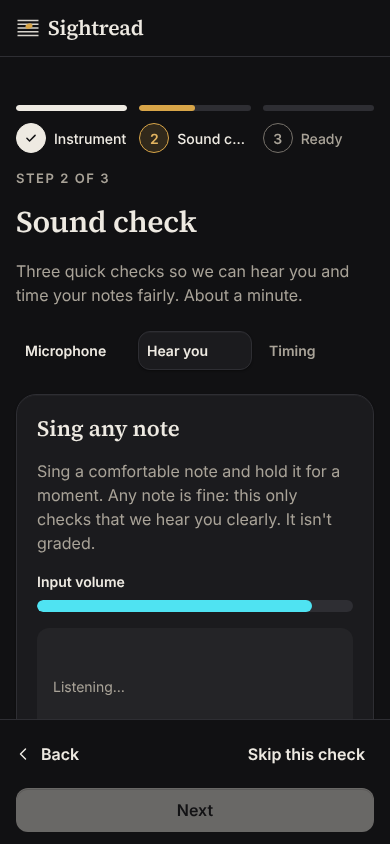 Sightread
Instrument
2 Sound c...
3 Ready
STEP 2 OF 3
Sound check
Three quick checks so we can hear you and
time your notes fairly. About a minute.
Microphone Hear you Timing
Sing any note
Sing a comfortable note and hold it for a
moment. Any note is fine: this only
checks that we hear you clearly. It isn't
graded.
Input volume
Listening...
Back Skip this check
Next